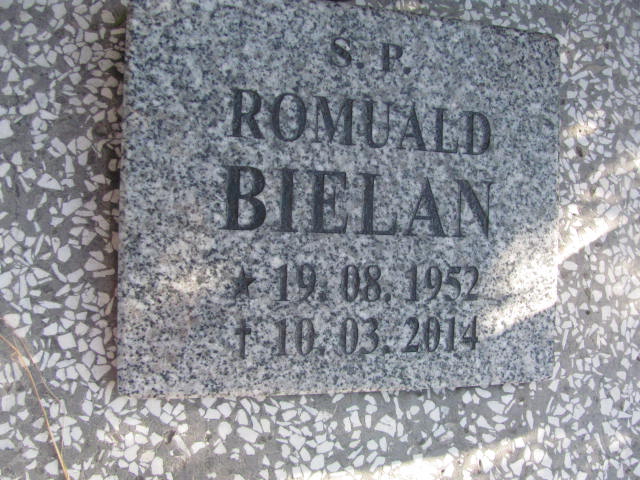 S. P.
ROMUALD
BIELAN
★ 19. 08. 1952
† 10. 03. 2014